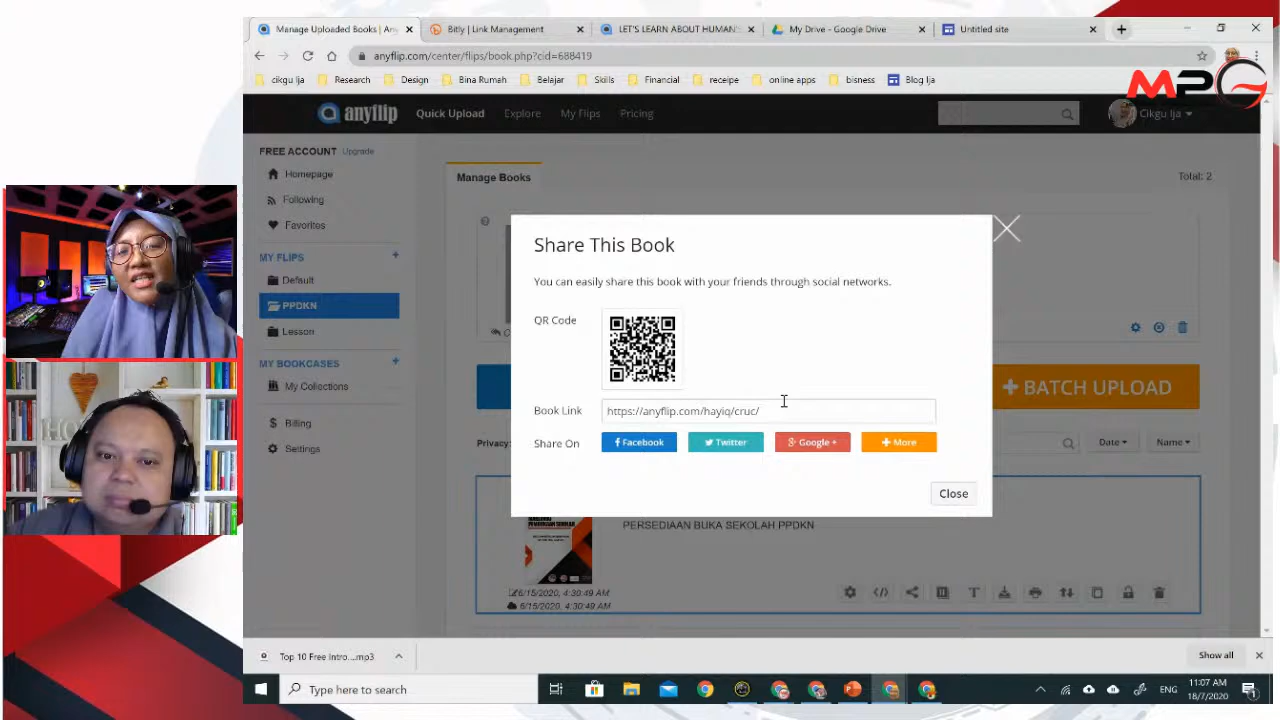 Manage Uploaded Books | Any
Bitly | Link Management
LET'S LEARN ABOUT HUMAN'S
My Drive - Google Drive
Untitled site
anyflip.com/center/flips/book.php?cid=688419
cikgu Ija
Research
Design
Bina Rumah
Belajar
Skills
Financial
receipe
online apps
bisness
Blog Ija
MPG
anyflip
Quick Upload
Explore
My Flips
Pricing
Cikgu Ija
FREE ACCOUNT Upgrade
Homepage
Following
Favorites
MY FLIPS
Default
PPDKN
Lesson
MY BOOKCASES
My Collections
Billing
Settings
Manage Books
Total: 2
Share This Book
You can easily share this book with your friends through social networks.
QR Code
Book Link
https://anyflip.com/hayiq/cruc/
Share On
Facebook
Twitter
Google +
More
Close
BATCH UPLOAD
Privacy:
Date
Name
PERSEDIAAN BUKA SEKOLAH PPDKN
6/15/2020, 4:30:49 AM
6/15/2020, 4:30:49 AM
Top 10 Free Intro....mp3
Show all
Type here to search
ENG
11:07 AM
18/7/2020